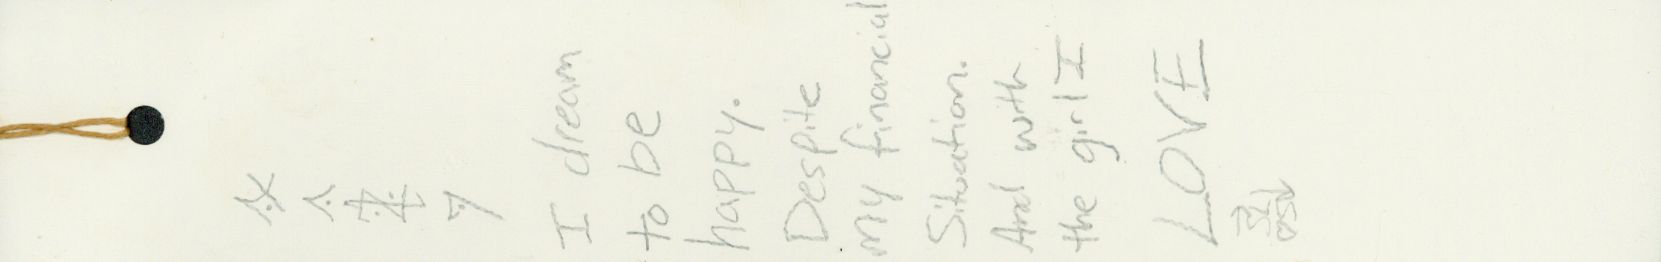 I dream
to be
happy.
Despite
my financial
Situation.
And with
the girl I
LOVE